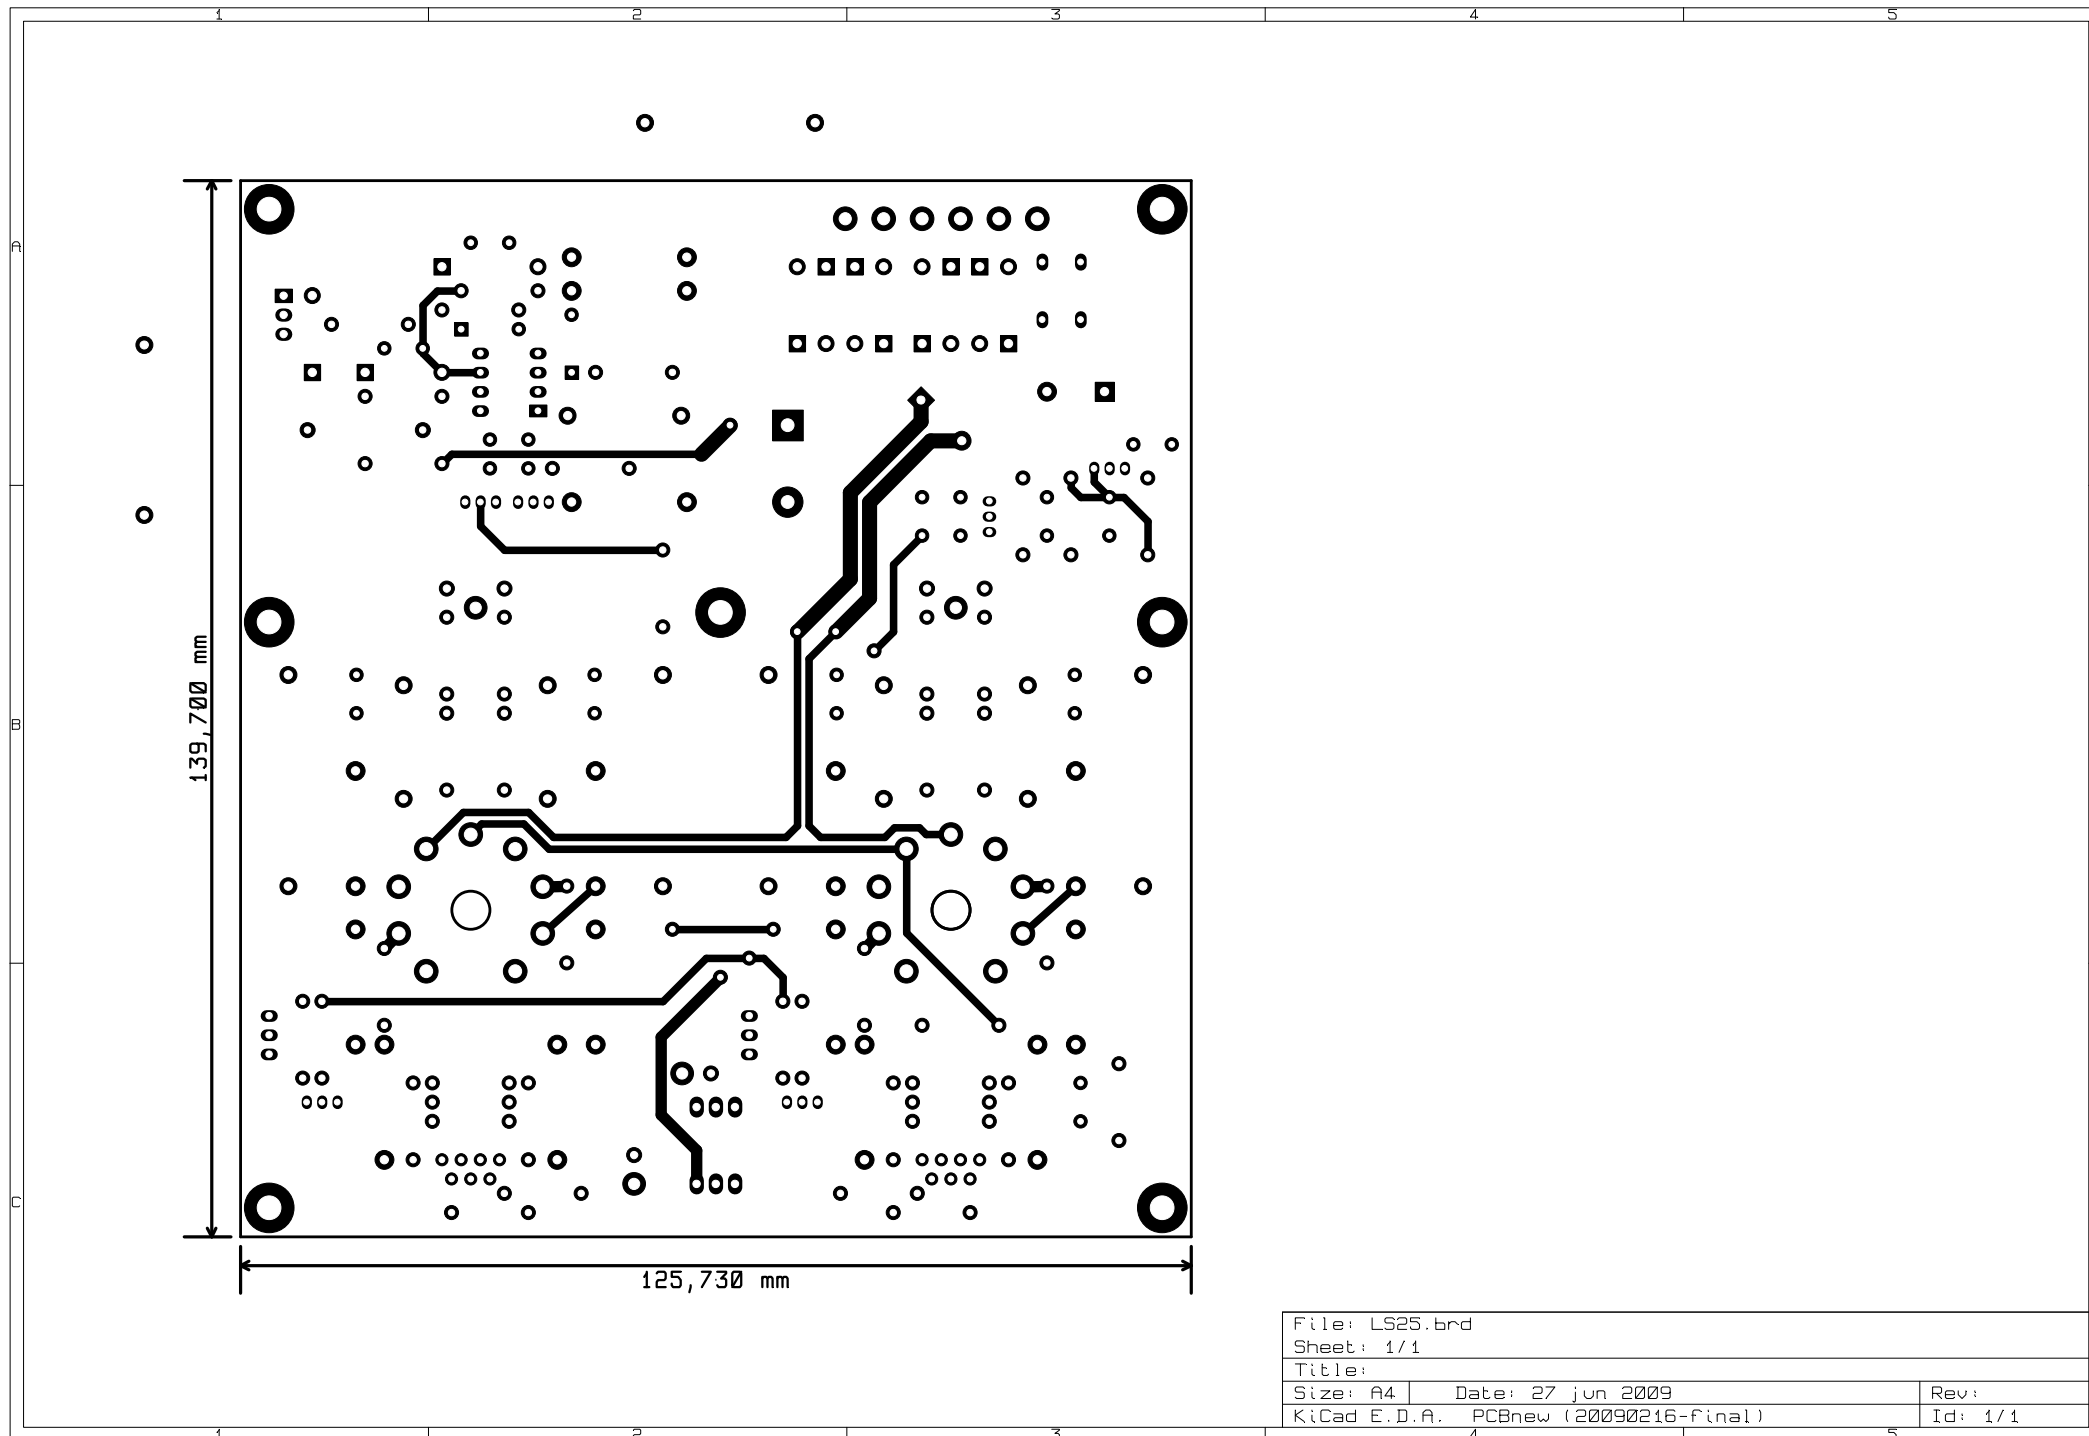 1 2 3 4 5
A
139,700 mm
B
C
125,730 mm
File: LS25.brd
Sheet: 1/1
Title:
Size: A4 Date: 27 jun 2009 Rev:
KiCad E.D.A. PCBnew (20090216-final) Id: 1/1
1 2 3 4 5